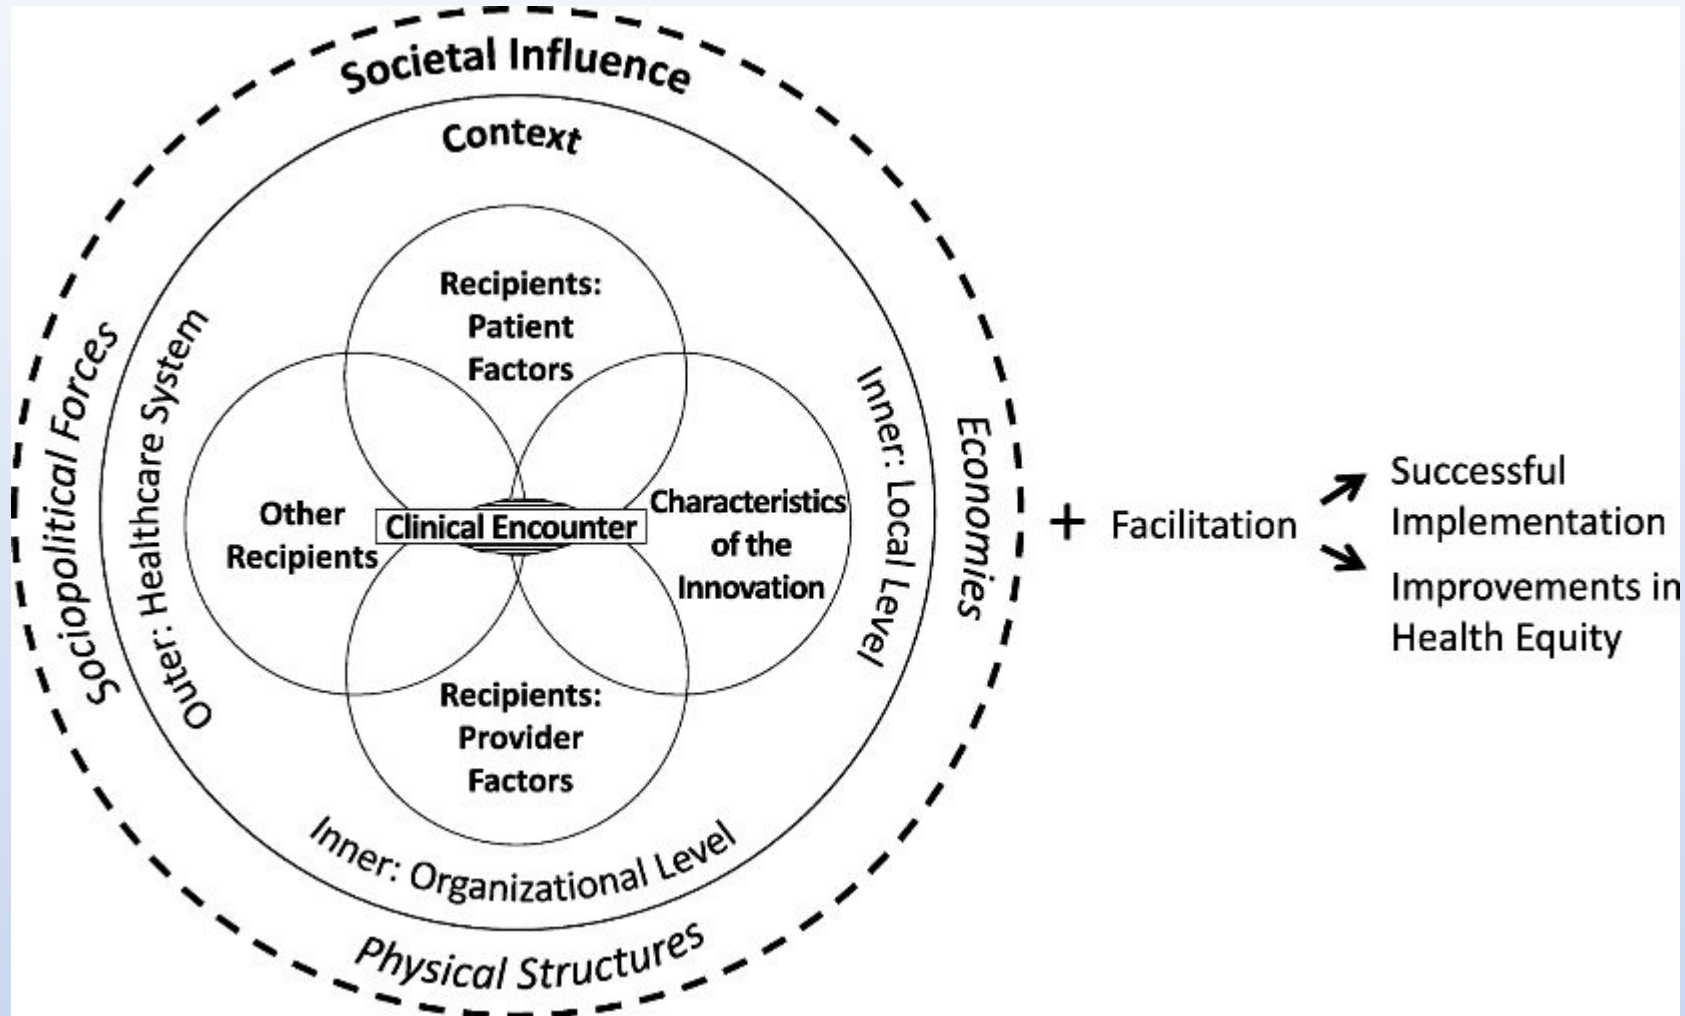 Societal Influence
Context
Recipients:
Patient
Factors
Sociopolitical Forces
Outer: Healthcare System
Other
Recipients
Clinical Encounter
Characteristics
of the
Innovation
Inner: Local Level
Economies
Recipients:
Provider
Factors
Inner: Organizational Level
Physical Structures
+ Facilitation
Successful
Implementation
Improvements in
Health Equity